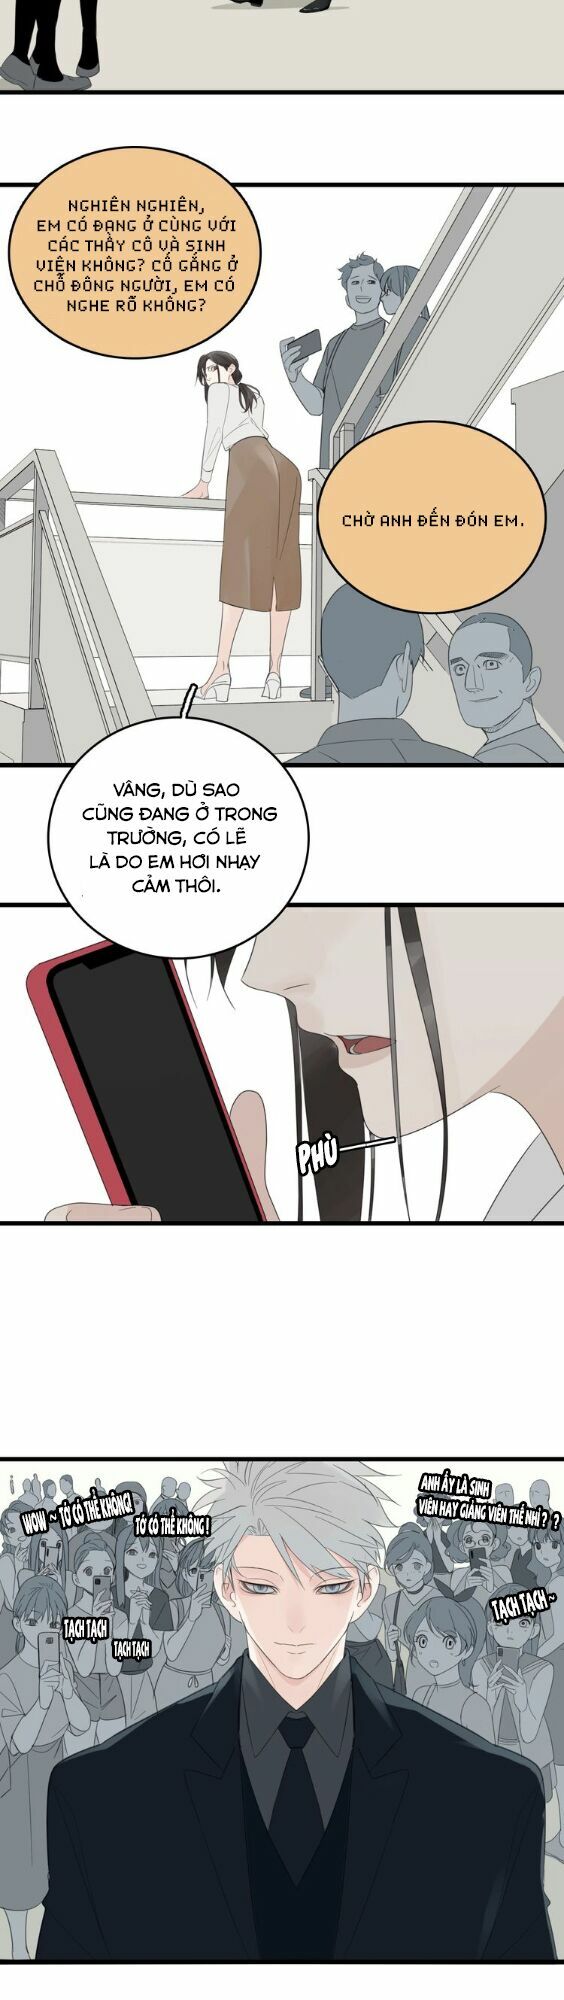 NGHIÊN NGHIÊN,
EM CÓ ĐANG Ở CÙNG VỚI
CÁC THẦY CÔ VÀ SINH
VIÊN KHÔNG? CỐ GẮNG Ở
CHỖ ĐÔNG NGƯỜI, EM CÓ
NGHE RÕ KHÔNG?
CHỜ ANH ĐẾN ĐÓN EM.
VÂNG, DÙ SAO
CŨNG ĐANG Ở TRONG
TRƯỜNG, CÓ LẼ
LÀ DO EM HƠI NHẠY
CẢM THÔI.
PHÙ
WOW ~ TỚ CÓ THỂ KHÔNG!
TỚ CÓ THỂ KHÔNG!
ANH ẤY LÀ SINH
VIÊN HAY GIẢNG VIÊN THẾ NHỈ ? ?
TẠCH TẠCH
TẠCH TẠCH
TẠCH TẠCH ~